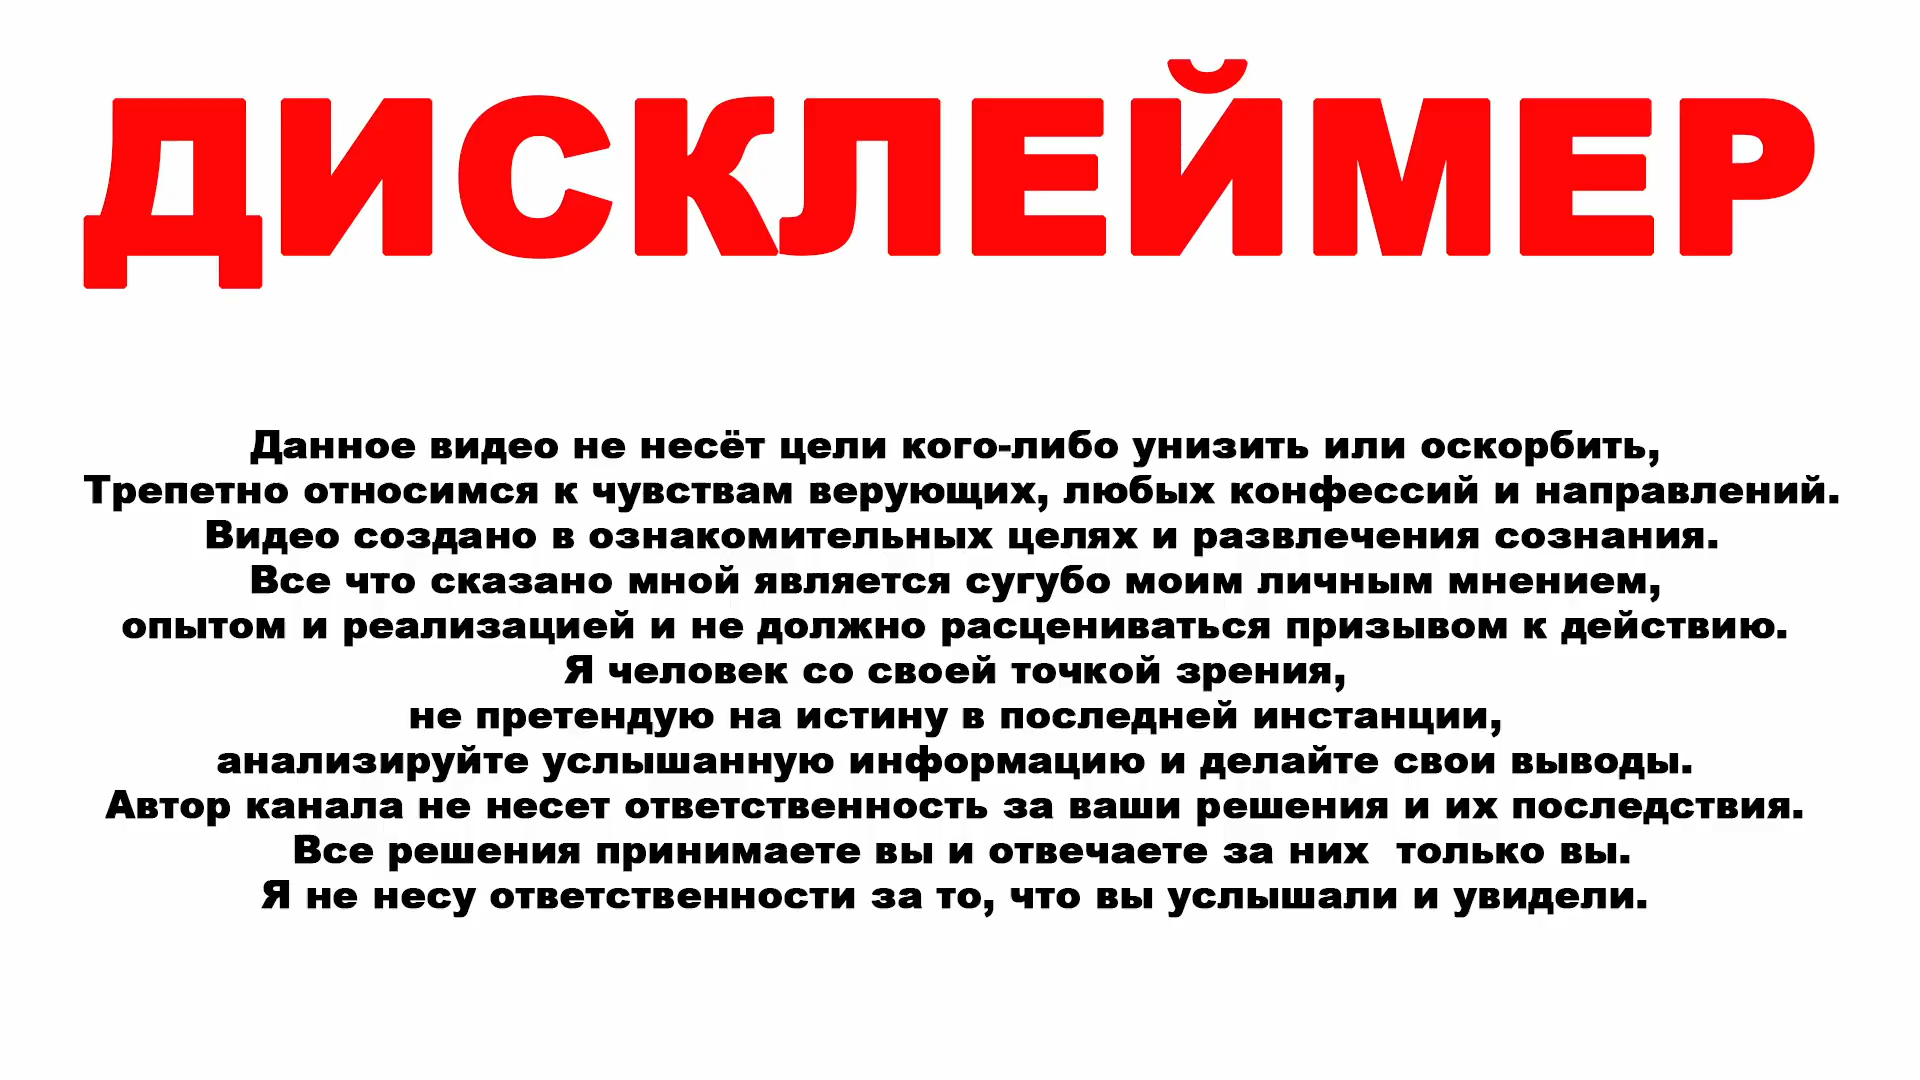 ДИСКЛЕЙМЕР
Данное видео не несёт цели кого-либо унизить или оскорбить,
Трепетно относимся к чувствам верующих, любых конфессий и направлений.
Видео создано в ознакомительных целях и развлечения сознания.
Все что сказано мной является сугубо моим личным мнением,
опытом и реализацией и не должно расцениваться призывом к действию.
Я человек со своей точкой зрения,
не претендую на истину в последней инстанции,
анализируйте услышанную информацию и делайте свои выводы.
Автор канала не несет ответственность за ваши решения и их последствия.
Все решения принимаете вы и отвечаете за них  только вы.
Я не несу ответственности за то, что вы услышали и увидели.